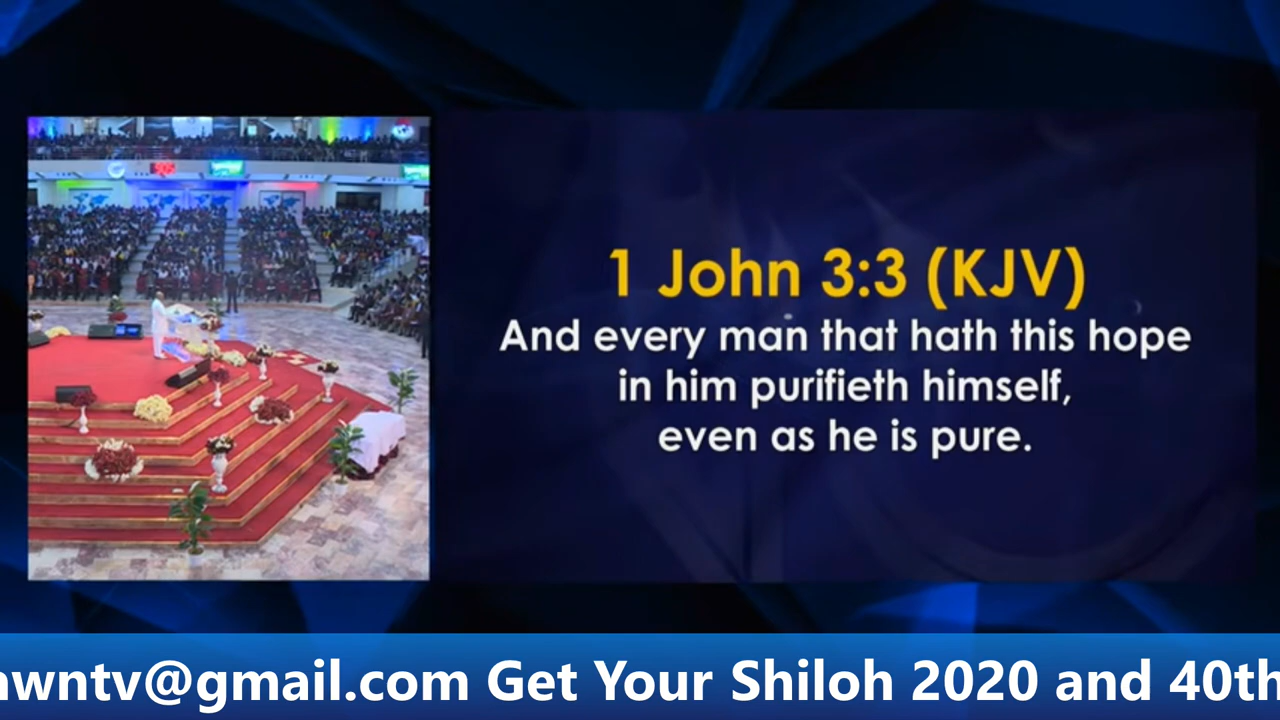 1 John 3:3 (KJV)
And every man that hath this hope
in him purifieth himself,
even as he is pure.
awntv@gmail.com Get Your Shiloh 2020 and 40th